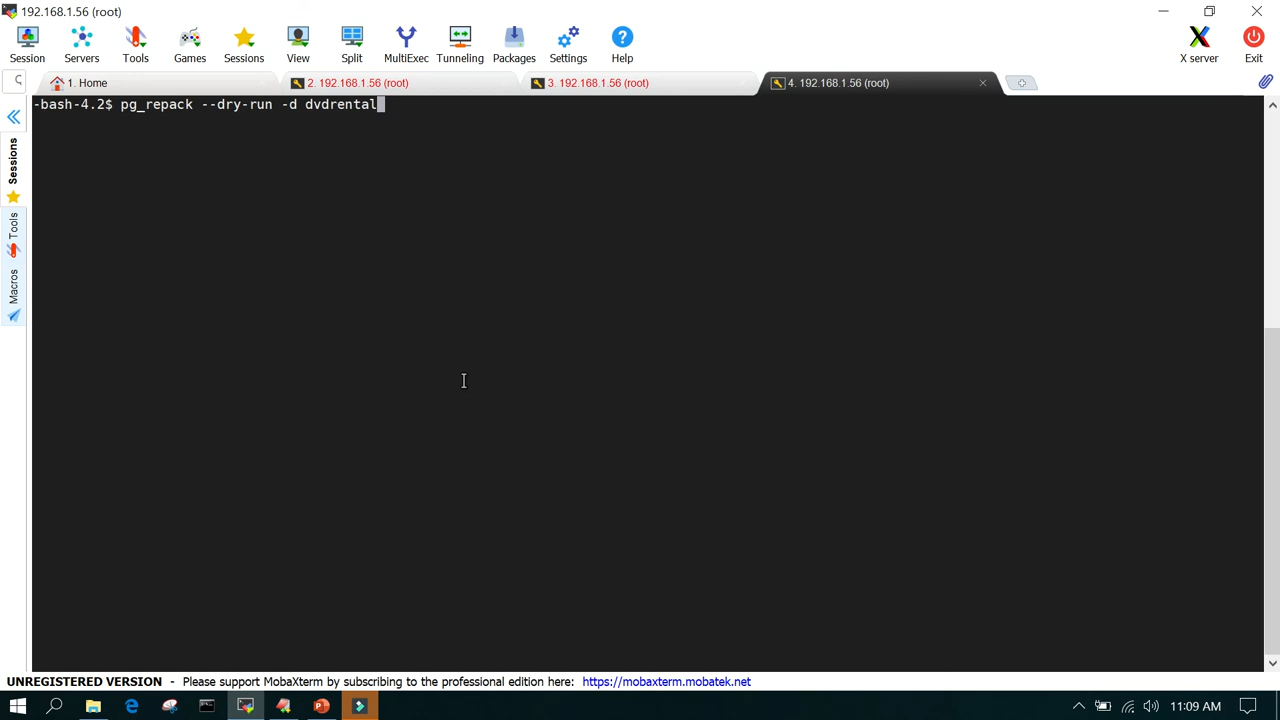 192.168.1.56 (root)
Session Servers Tools Games Sessions View Split MultiExec Tunneling Packages Settings Help X server Exit
1. Home 2. 192.168.1.56 (root) 3. 192.168.1.56 (root) 4. 192.168.1.56 (root)
-bash-4.2$ pg_repack --dry-run -d dvdrental
Sessions
Tools
Macros
UNREGISTERED VERSION - Please support MobaXterm by subscribing to the professional edition here: https://mobaxterm.mobatek.net
11:09 AM